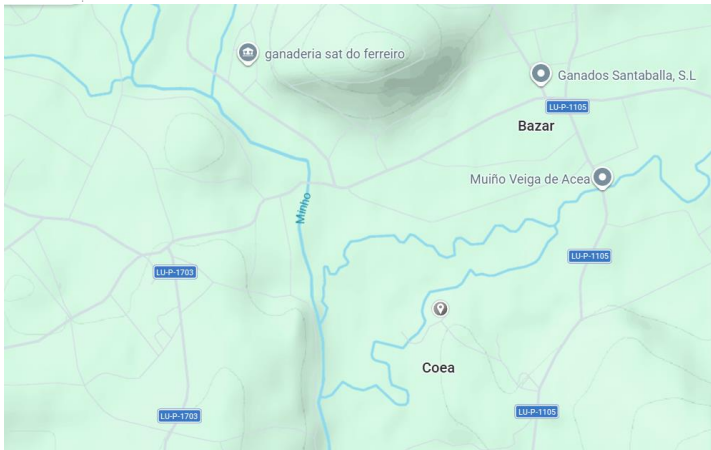 ganaderia sat do ferreiro
Ganados Santaballa, S.L
LU-P-1105
Bazar
Muiño Veiga de Acea
Minho
LU-P-1105
LU-P-1703
Coea
LU-P-1105
LU-P-1703